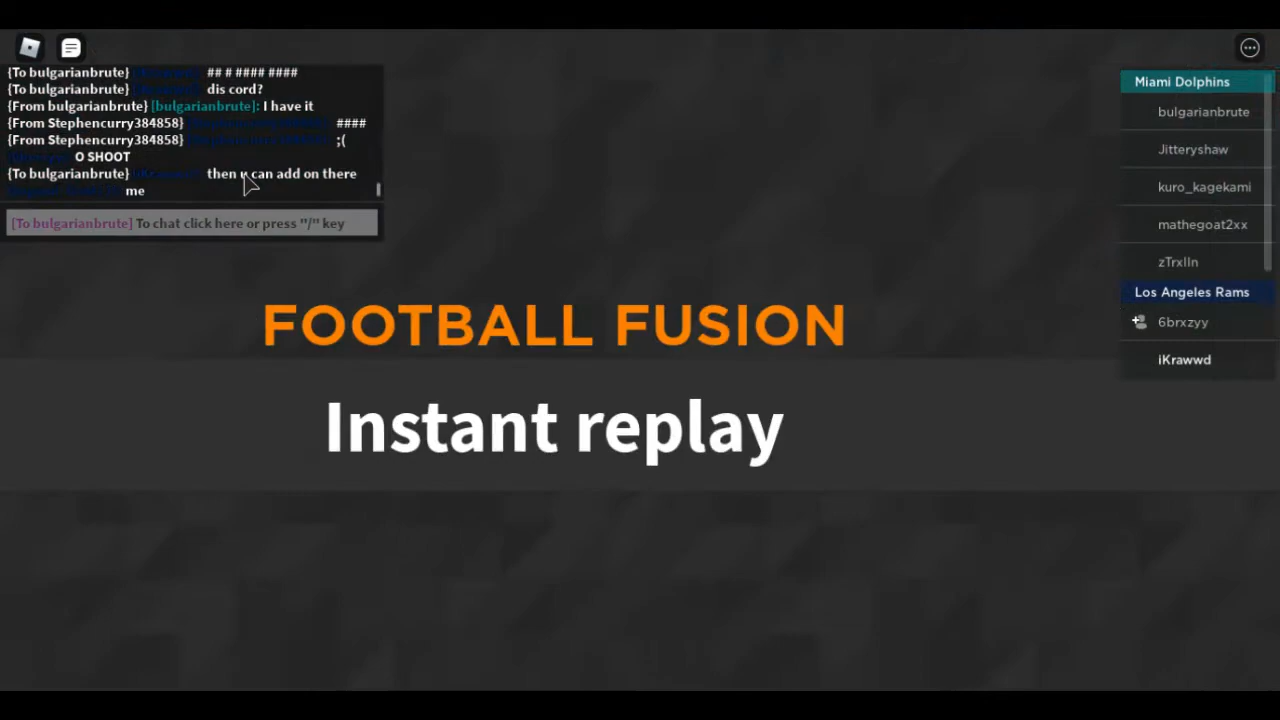 {To bulgarianbrute} ## # #### ####
{To bulgarianbrute} dis cord?
{From bulgarianbrute} [bulgarianbrute]: I have it
{From Stephencurry384858} ####
{From Stephencurry384858} ;(
O SHOOT
{To bulgarianbrute} [iKrawwd]: then u can add on there
me
[To bulgarianbrute] To chat click here or press "/" key
FOOTBALL FUSION
Instant replay
Miami Dolphins
bulgarianbrute
Jitteryshaw
kuro_kagekami
mathegoat2xx
zTrxlln
Los Angeles Rams
6brxzyy
iKrawwd